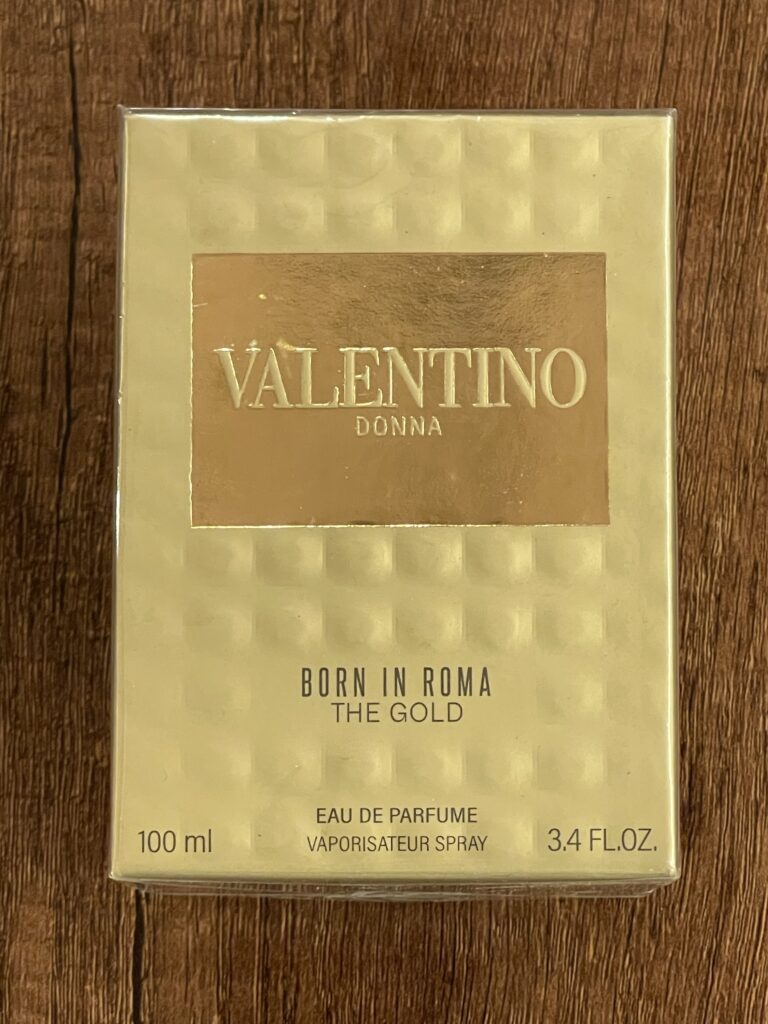 VALENTINO
DONNA
BORN IN ROMA
THE GOLD
EAU DE PARFUME
100 ml VAPORISATEUR SPRAY 3.4 FL.OZ.